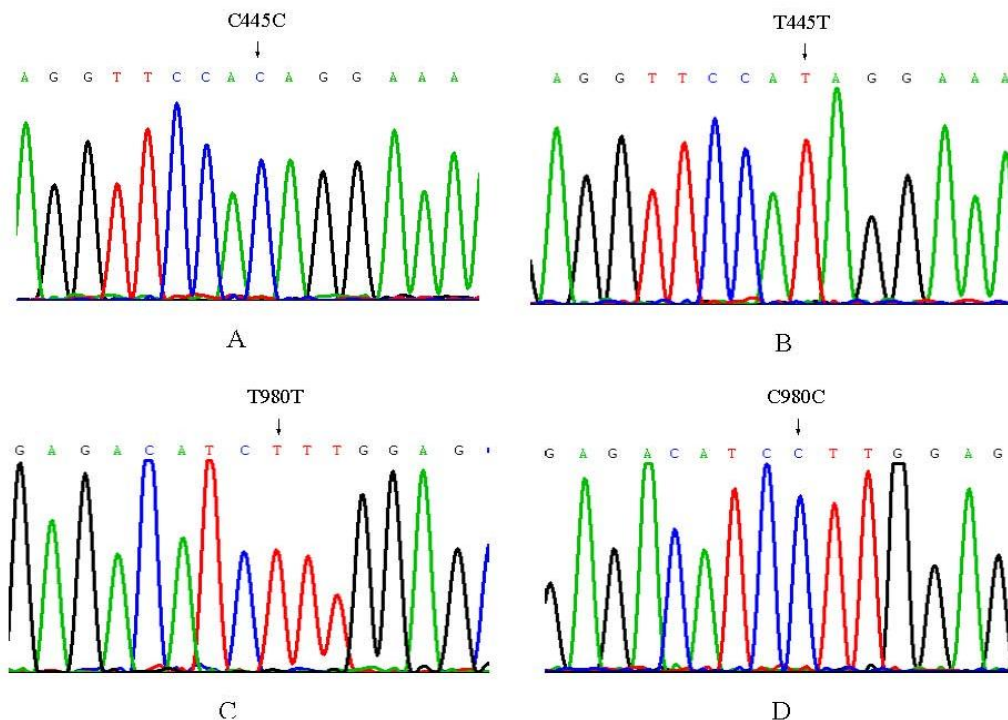 C445C
A G G T T C C A C A G G A A A
A
T445T
A G G T T C C A T A G G A A A
B
T980T
G A G A C A T C T T T G G A G
C
C980C
G A G A C A T C C T T G G A G
D